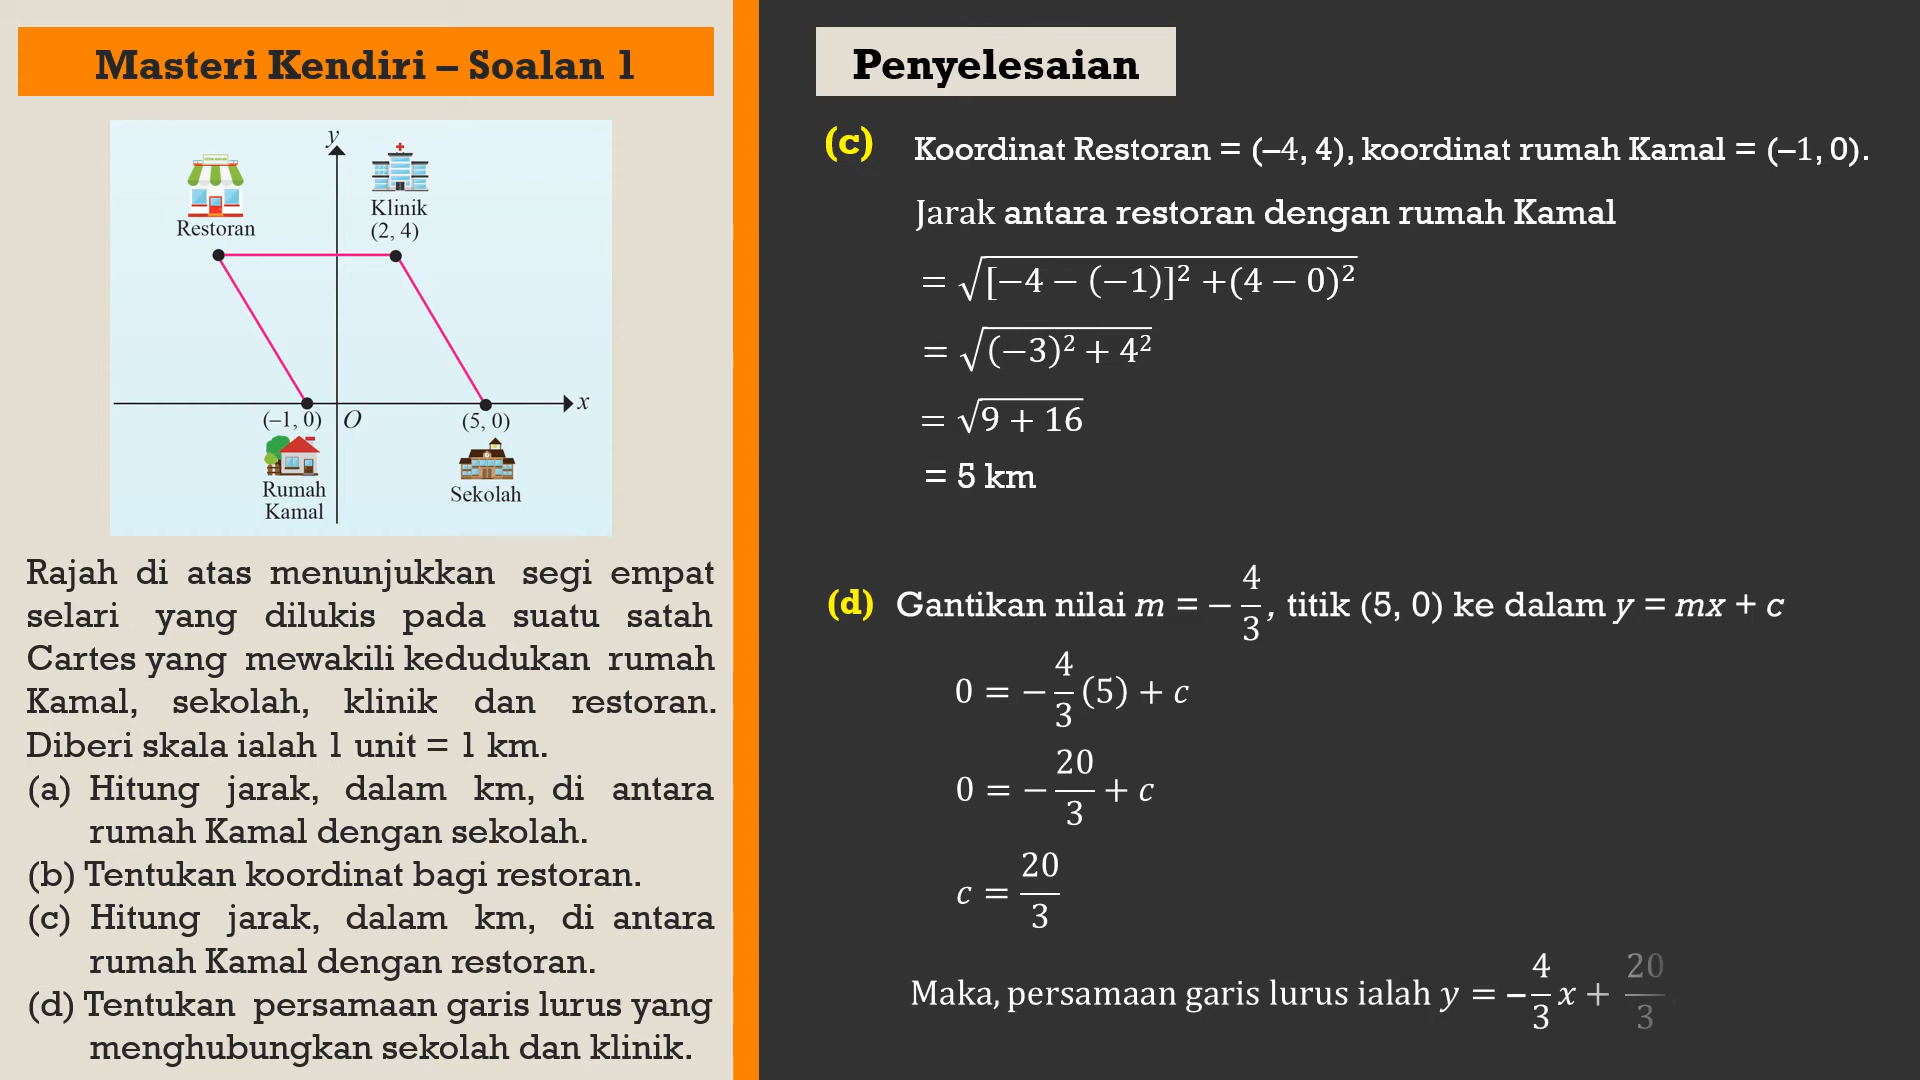 Masteri Kendiri – Soalan 1
y
Restoran
Klinik
(2, 4)
x
(–1, 0)
O
(5, 0)
Rumah
Kamal
Sekolah
Rajah di atas menunjukkan segi empat
selari yang dilukis pada suatu satah
Cartes yang mewakili kedudukan rumah
Kamal, sekolah, klinik dan restoran.
Diberi skala ialah 1 unit = 1 km.
(a) Hitung jarak, dalam km, di antara
rumah Kamal dengan sekolah.
(b) Tentukan koordinat bagi restoran.
(c) Hitung jarak, dalam km, di antara
rumah Kamal dengan restoran.
(d) Tentukan persamaan garis lurus yang
menghubungkan sekolah dan klinik.
Penyelesaian
(c) Koordinat Restoran = (–4, 4), koordinat rumah Kamal = (–1, 0).
Jarak antara restoran dengan rumah Kamal
= √[−4 − (−1)]² +(4 − 0)²
= √(−3)² + 4²
= √9 + 16
= 5 km
(d) Gantikan nilai m = −4/3, titik (5, 0) ke dalam y = mx + c
0 = −4/3(5) + c
0 = −20/3 + c
c = 20/3
Maka, persamaan garis lurus ialah y = −4/3x + 20/3